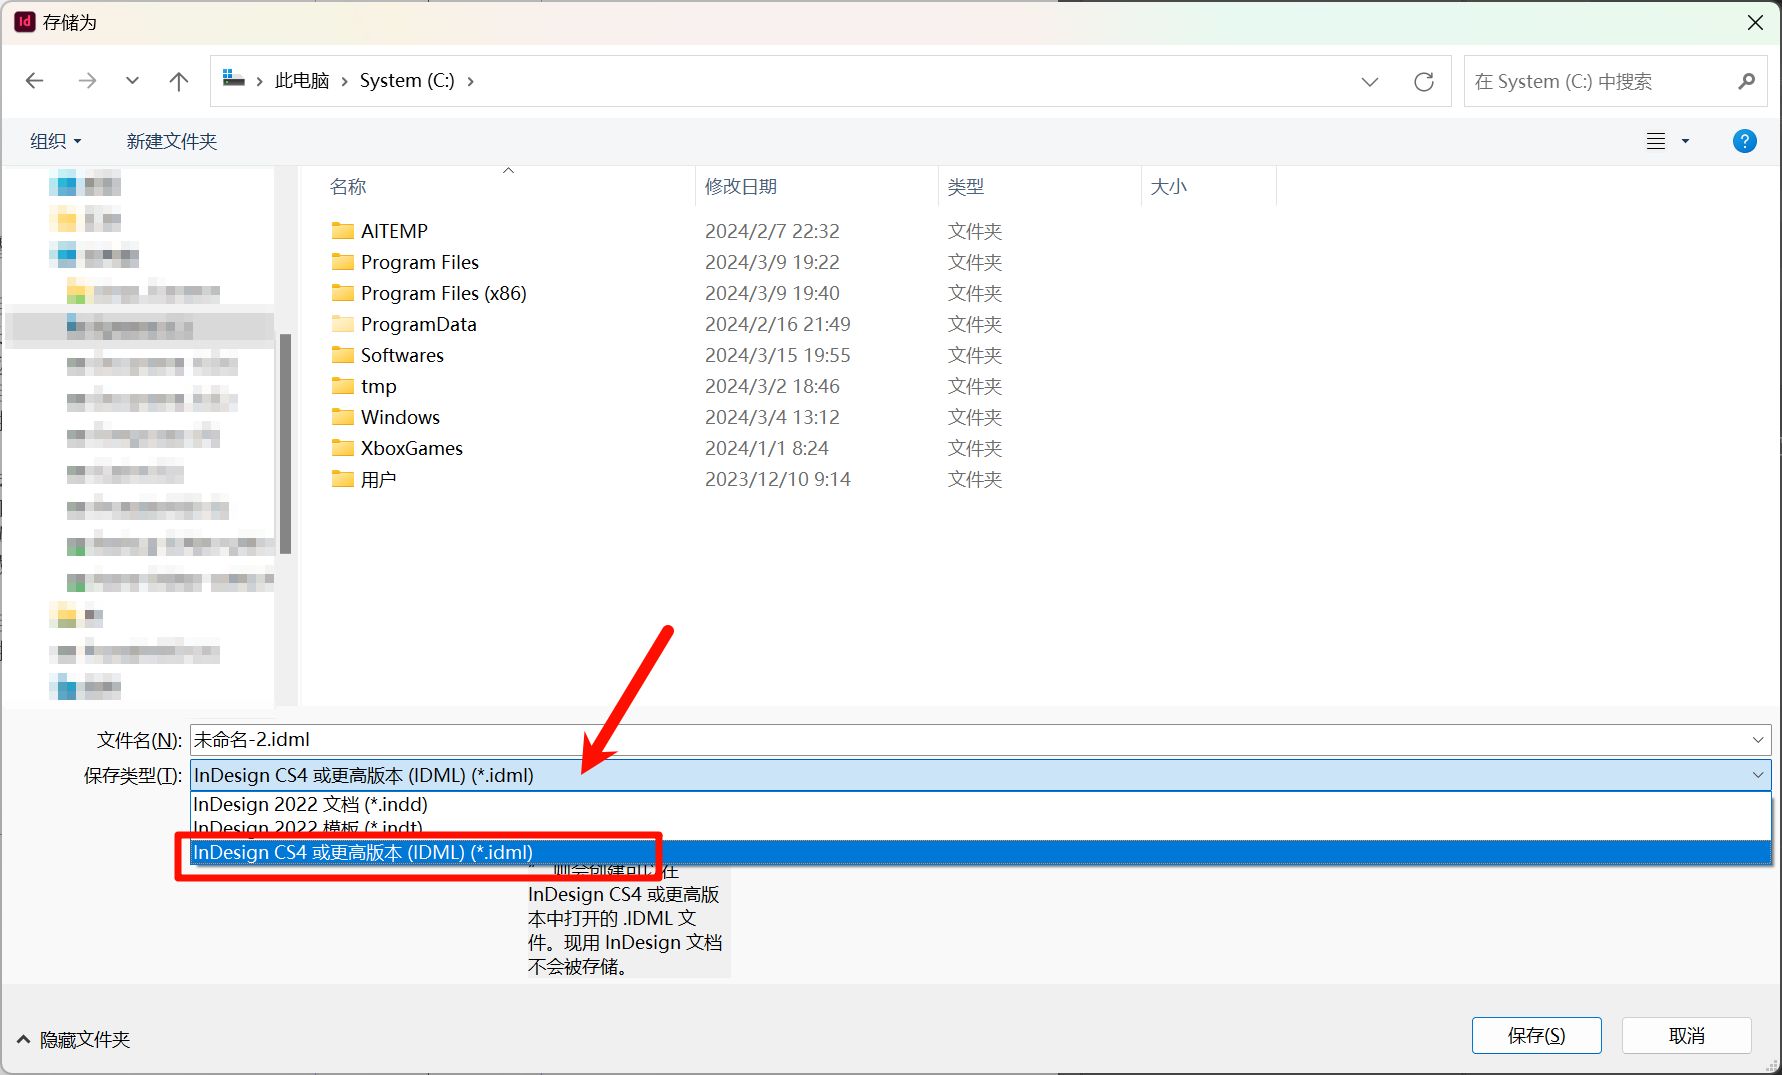 Id 存储为
此电脑 System (C:)
在 System (C:) 中搜索
组织 新建文件夹
?
名称 修改日期 类型 大小
AITEMP 2024/2/7 22:32 文件夹
Program Files 2024/3/9 19:22 文件夹
Program Files (x86) 2024/3/9 19:40 文件夹
ProgramData 2024/2/16 21:49 文件夹
Softwares 2024/3/15 19:55 文件夹
tmp 2024/3/2 18:46 文件夹
Windows 2024/3/4 13:12 文件夹
XboxGames 2024/1/1 8:24 文件夹
用户 2023/12/10 9:14 文件夹
文件名(N): 未命名-2.idml
保存类型(T): InDesign CS4 或更高版本 (IDML) (*.idml)
InDesign 2022 文档 (*.indd)
InDesign 2022 模板 (*.indt)
InDesign CS4 或更高版本 (IDML) (*.idml)
则会创建可以在
InDesign CS4 或更高版
本中打开的 .IDML 文
件。现用 InDesign 文档
不会被存储。
隐藏文件夹
保存(S) 取消